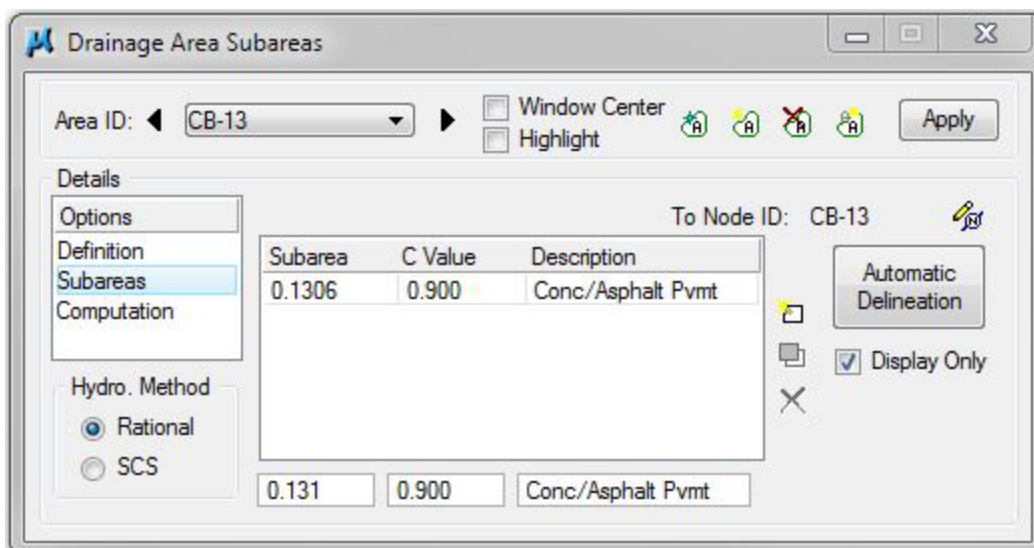 Drainage Area Subareas
Area ID: CB-13 Window Center Apply
Highlight
Details
Options
Definition
Subareas
Computation
To Node ID: CB-13
Subarea C Value Description
0.1306 0.900 Conc/Asphalt Pvmt
Automatic
Delineation
Display Only
Hydro. Method
Rational
SCS
0.131 0.900 Conc/Asphalt Pvmt